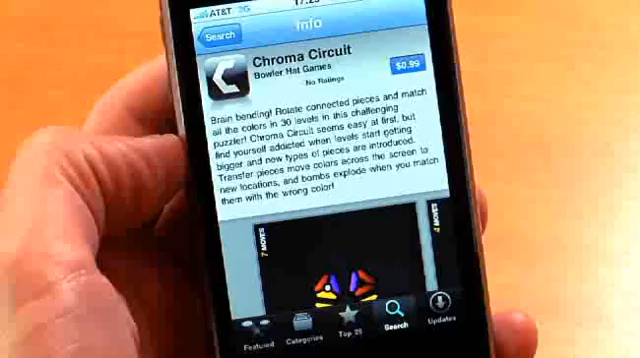 AT&T 3G 17:25
Search
Info
Chroma Circuit
Bowler Hat Games
No Ratings
$0.99
Brain bending! Rotate connected pieces and match
all the colors in 30 levels in this challenging
puzzler! Chroma Circuit seems easy at first, but
find yourself addicted when levels start getting
bigger and new types of pieces are introduced.
Transfer pieces move colors across the screen to
new locations, and bombs explode when you match
them with the wrong color!
7 MOVES
4 MOVES
Featured
Categories
Top 25
Search
Updates